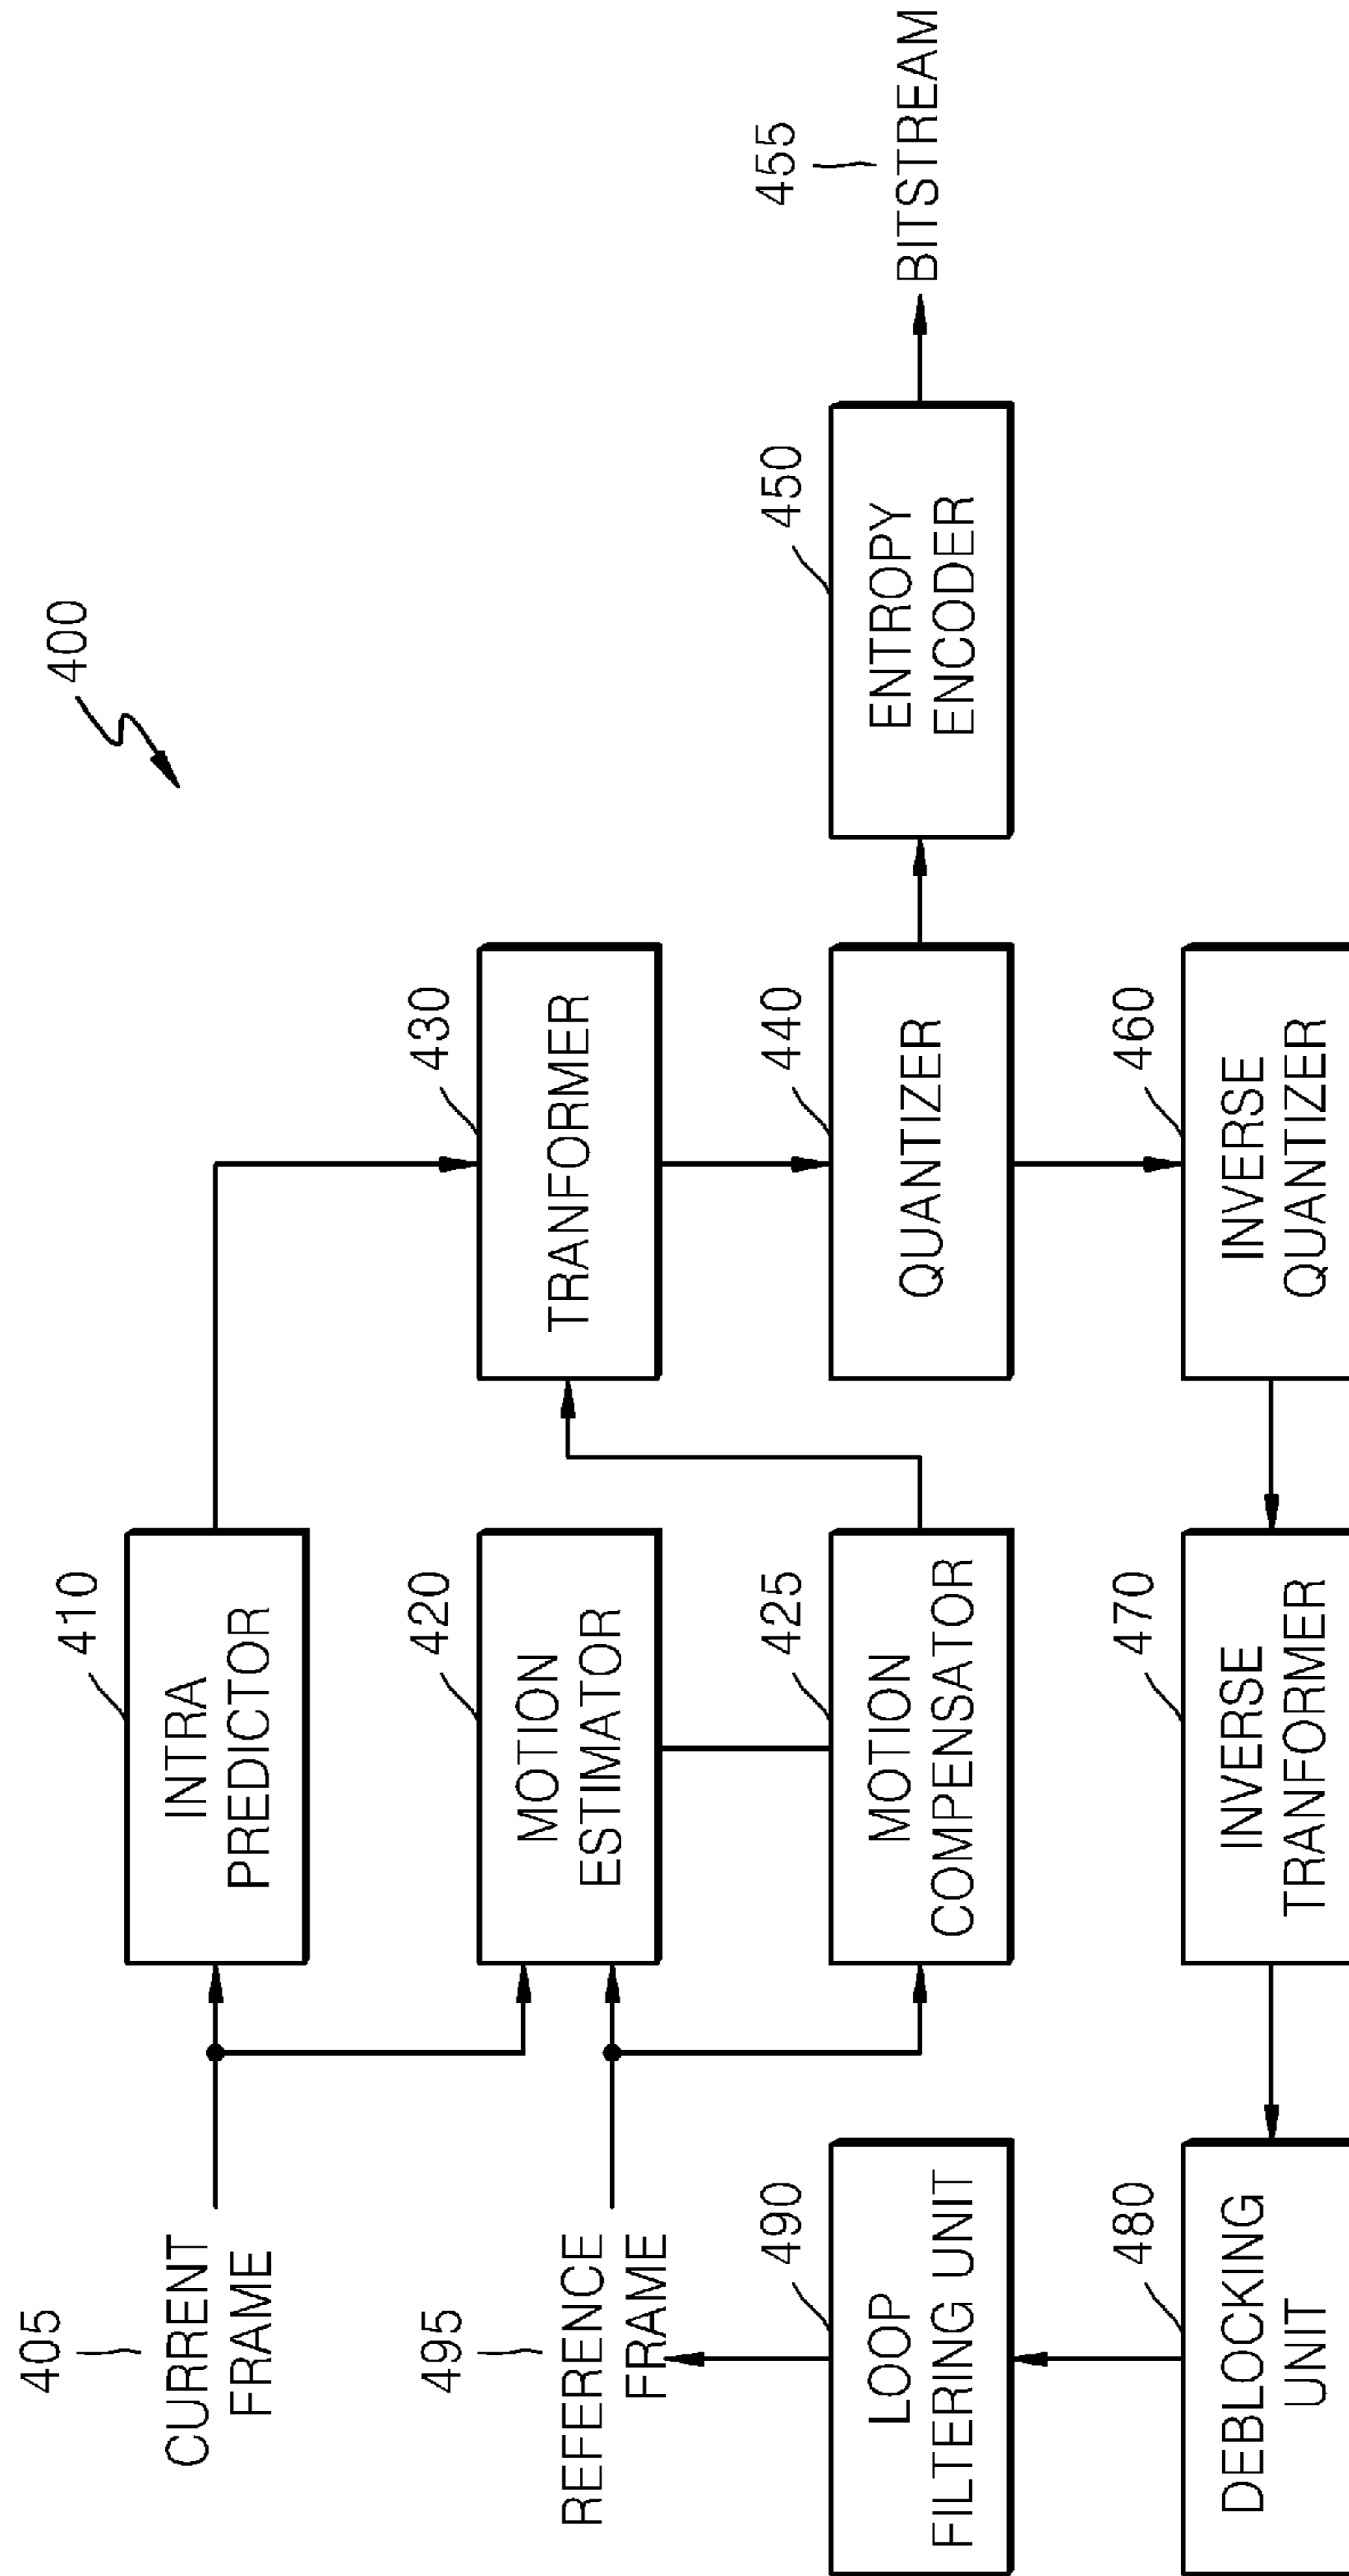 400
405
CURRENT
FRAME
410
INTRA
PREDICTOR
495
REFERENCE
FRAME
420
MOTION
ESTIMATOR
430
TRANFORMER
490
LOOP
FILTERING UNIT
425
MOTION
COMPENSATOR
440
QUANTIZER
450
ENTROPY
ENCODER
455
BITSTREAM
480
DEBLOCKING
UNIT
470
INVERSE
TRANFORMER
460
INVERSE
QUANTIZER